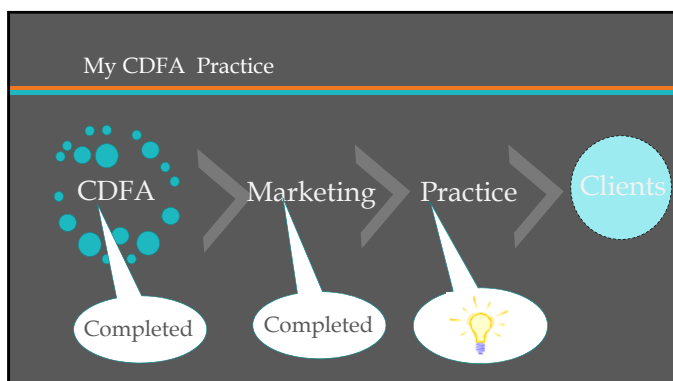 My CDFA Practice
CDFA
Marketing
Practice
Clients
Completed
Completed